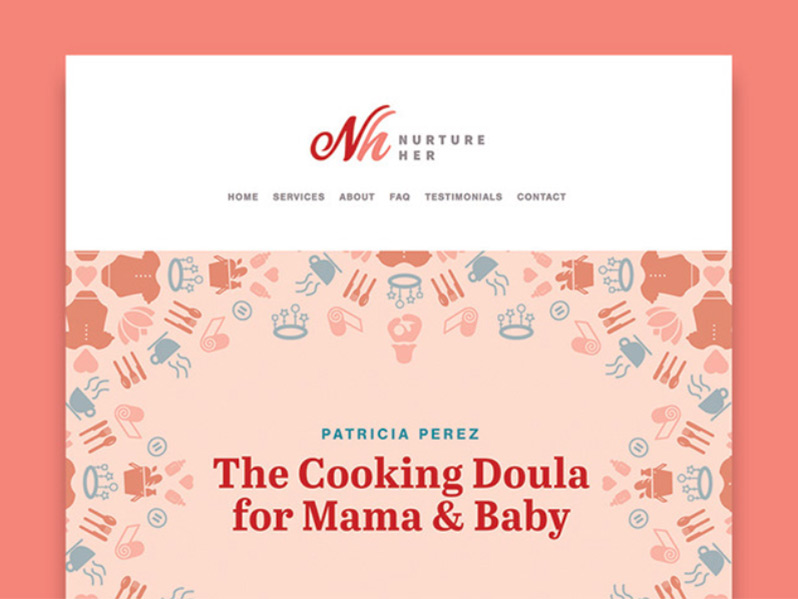 Nh NURTURE
HER
HOME SERVICES ABOUT FAQ TESTIMONIALS CONTACT
PATRICIA PEREZ
The Cooking Doula
for Mama & Baby